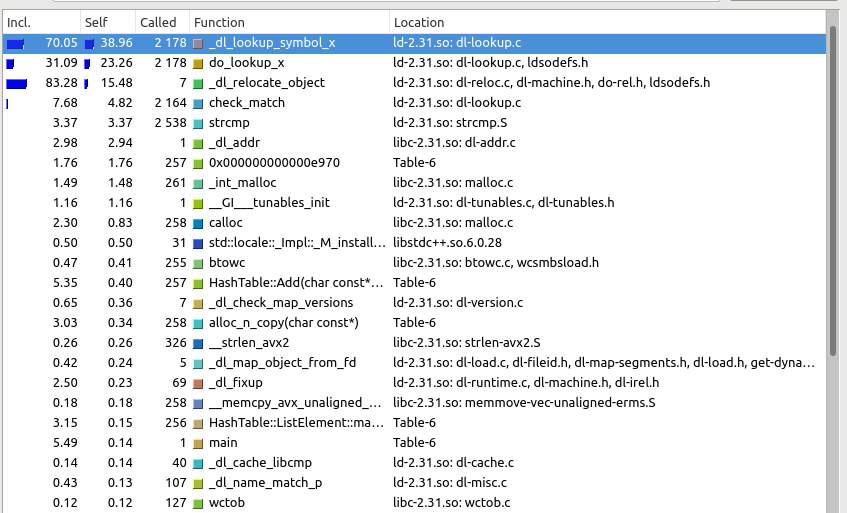 Incl. Self Called Function Location
70.05 38.96 2 178 _dl_lookup_symbol_x ld-2.31.so: dl-lookup.c
31.09 23.26 2 178 do_lookup_x ld-2.31.so: dl-lookup.c, ldsodefs.h
83.28 15.48 7 _dl_relocate_object ld-2.31.so: dl-reloc.c, dl-machine.h, do-rel.h, ldsodefs.h
7.68 4.82 2 164 check_match ld-2.31.so: dl-lookup.c
3.37 3.37 2 538 strcmp ld-2.31.so: strcmp.S
2.98 2.94 1 _dl_addr libc-2.31.so: dl-addr.c
1.76 1.76 257 0x000000000000e970 Table-6
1.49 1.48 261 _int_malloc libc-2.31.so: malloc.c
1.16 1.16 1 __GI___tunables_init ld-2.31.so: dl-tunables.c, dl-tunables.h
2.30 0.83 258 calloc libc-2.31.so: malloc.c
0.50 0.50 31 std::locale::_Impl::_M_install... libstdc++.so.6.0.28
0.47 0.41 255 btowc libc-2.31.so: btowc.c, wcsmbsload.h
5.35 0.40 257 HashTable::Add(char const*... Table-6
0.65 0.36 7 _dl_check_map_versions ld-2.31.so: dl-version.c
3.03 0.34 258 alloc_n_copy(char const*) Table-6
0.26 0.26 326 __strlen_avx2 libc-2.31.so: strlen-avx2.S
0.42 0.24 5 _dl_map_object_from_fd ld-2.31.so: dl-load.c, dl-fileid.h, dl-map-segments.h, dl-load.h, get-dyna...
2.50 0.23 69 _dl_fixup ld-2.31.so: dl-runtime.c, dl-machine.h, dl-irel.h
0.18 0.18 258 __memcpy_avx_unaligned_... libc-2.31.so: memmove-vec-unaligned-erms.S
3.15 0.15 256 HashTable::ListElement::ma... Table-6
5.49 0.14 1 main Table-6
0.14 0.14 40 _dl_cache_libcmp ld-2.31.so: dl-cache.c
0.43 0.13 107 _dl_name_match_p ld-2.31.so: dl-misc.c
0.12 0.12 127 wctob libc-2.31.so: wctob.c